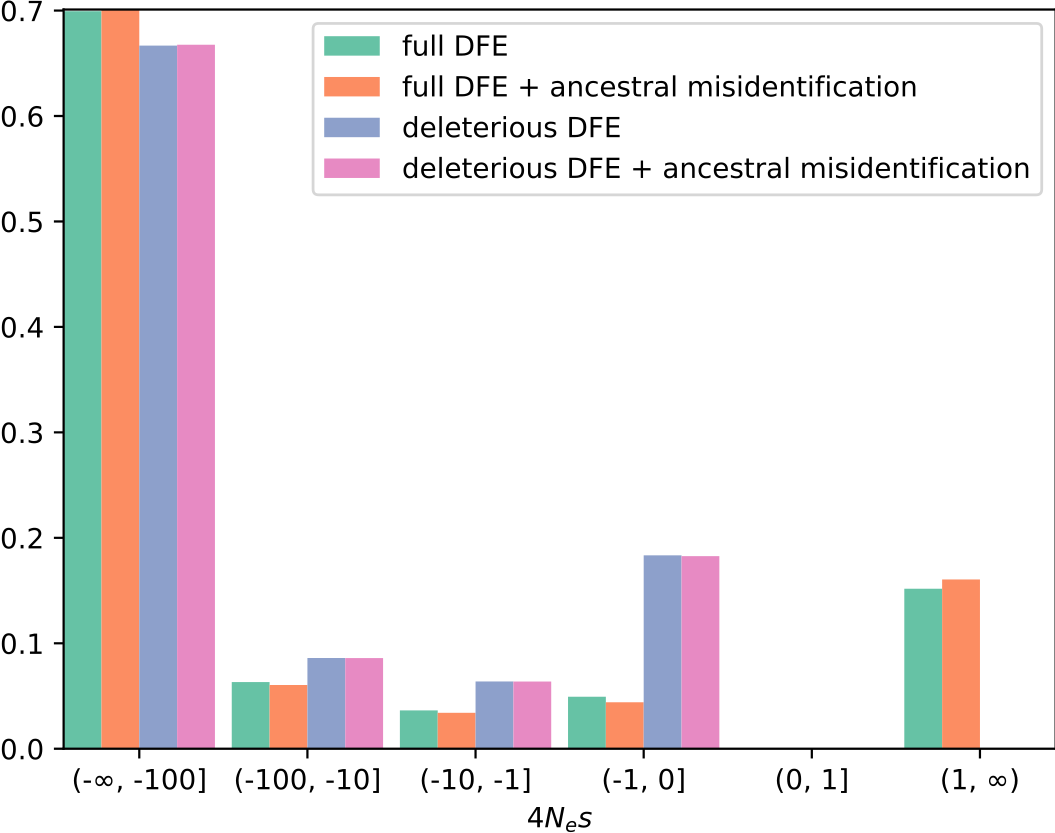 0.7
0.6
0.5
0.4
0.3
0.2
0.1
0.0
full DFE
full DFE + ancestral misidentification
deleterious DFE
deleterious DFE + ancestral misidentification
(-∞, -100] (-100, -10] (-10, -1] (-1, 0] (0, 1] (1, ∞)
4Nₑs